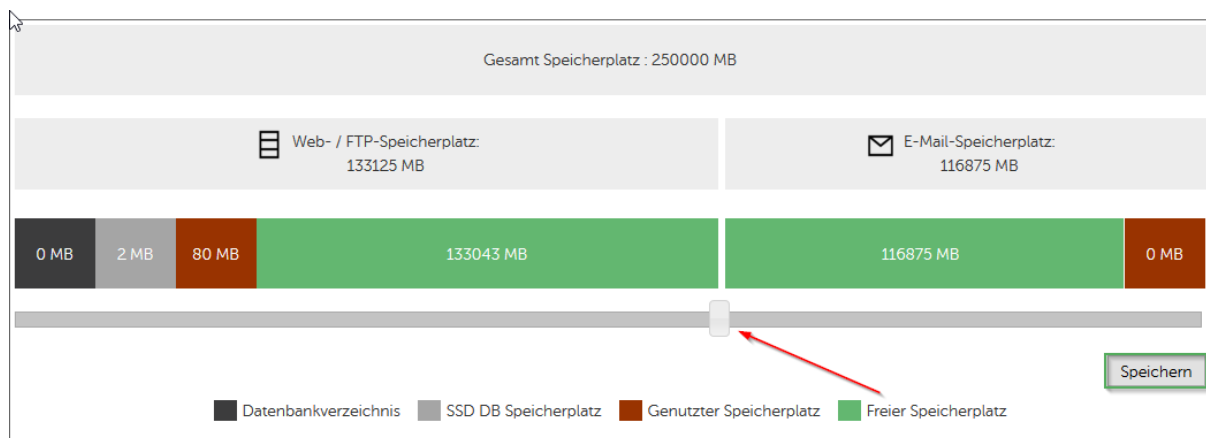 Gesamt Speicherplatz : 250000 MB
Web- / FTP-Speicherplatz:
133125 MB
E-Mail-Speicherplatz:
116875 MB
0 MB
2 MB
80 MB
133043 MB
116875 MB
0 MB
Speichern
Datenbankverzeichnis
SSD DB Speicherplatz
Genutzter Speicherplatz
Freier Speicherplatz